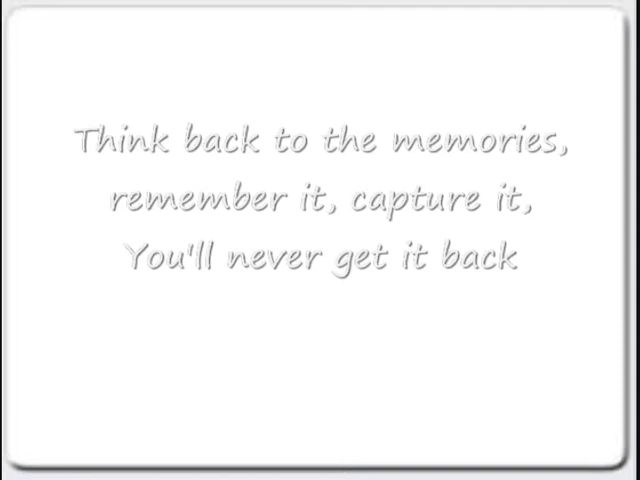 Think back to the memories,
remember it, capture it,
You'll never get it back